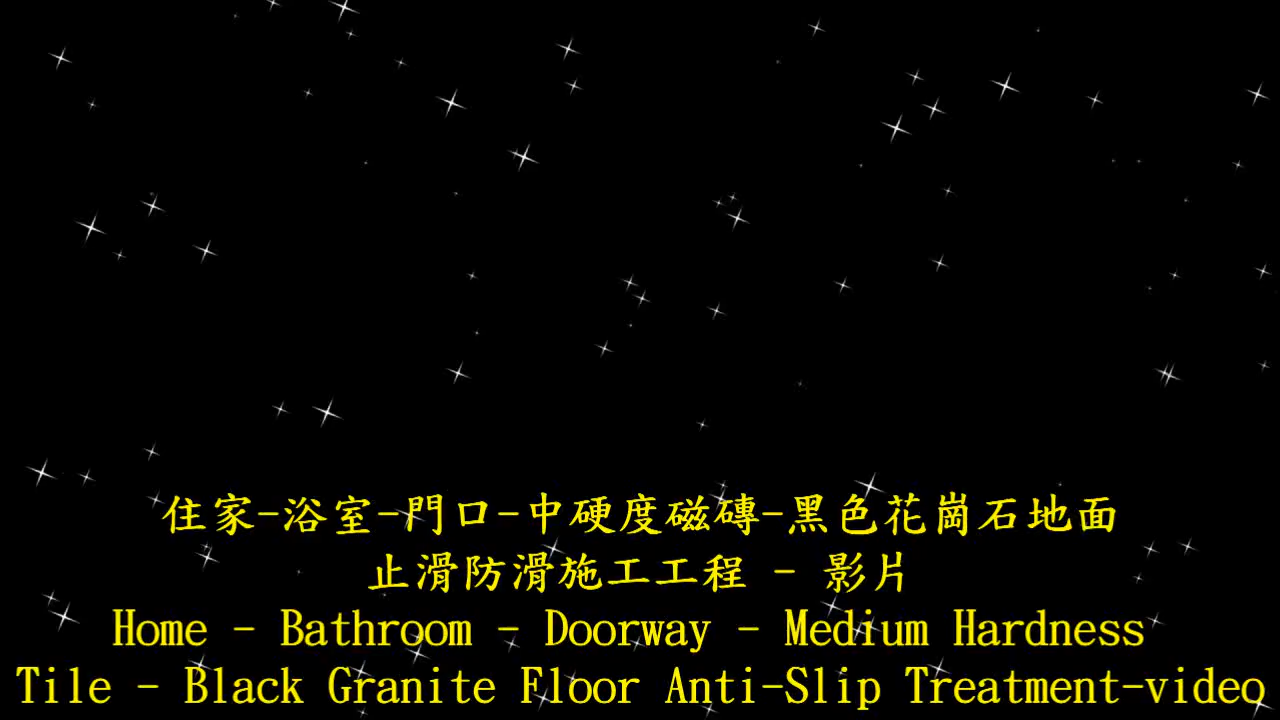 住家-浴室-門口-中硬度磁磚-黑色花崗石地面
止滑防滑施工工程 - 影片
Home - Bathroom - Doorway - Medium Hardness
Tile - Black Granite Floor Anti-Slip Treatment-video